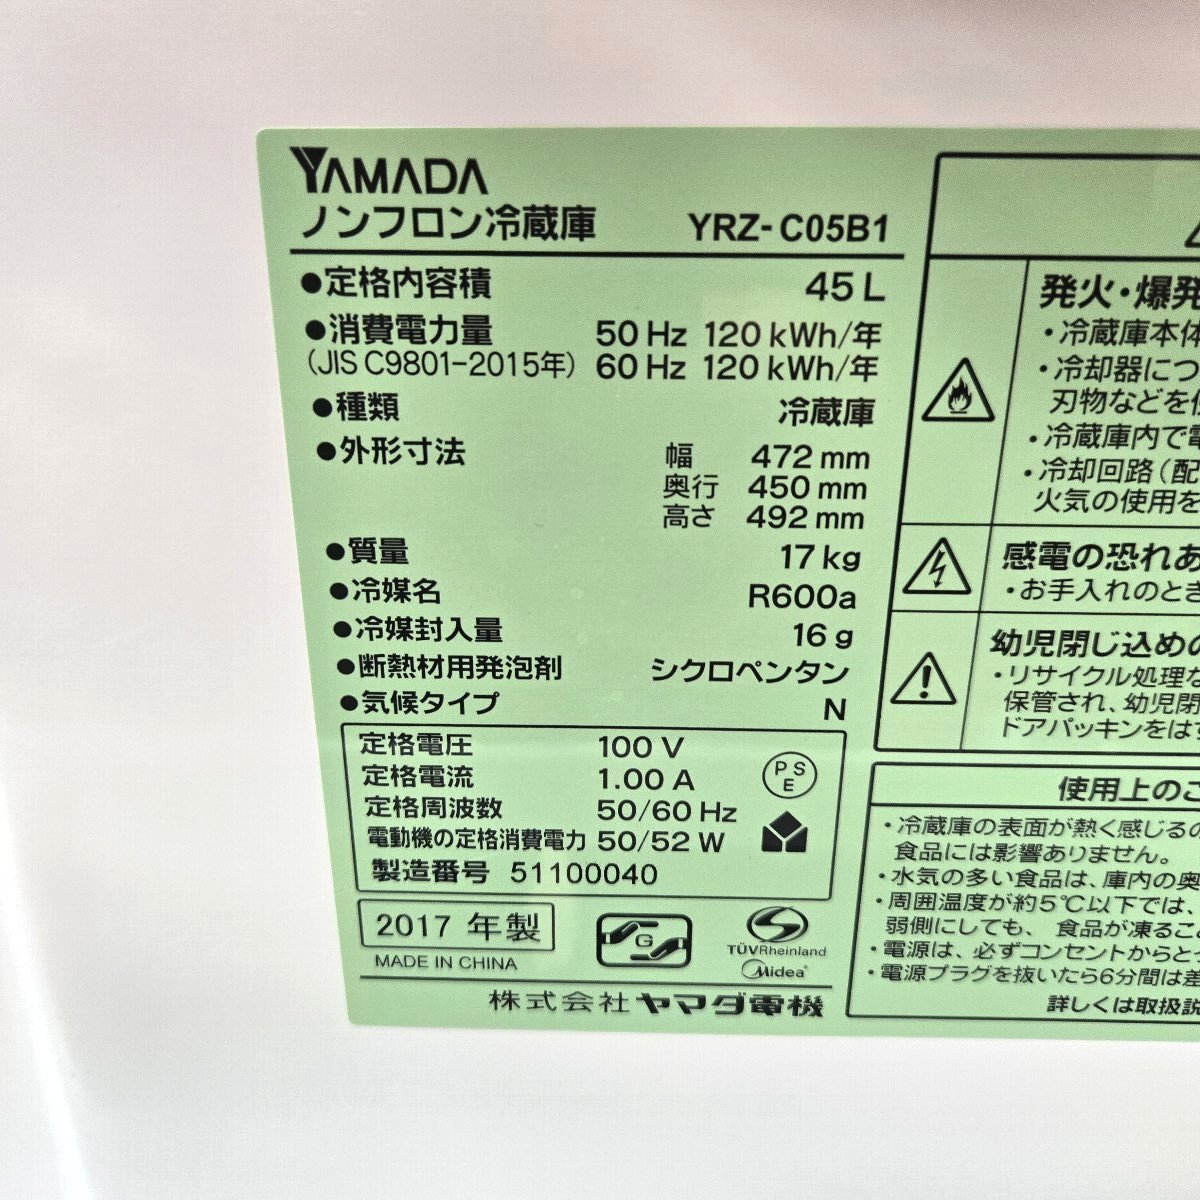 YAMADA
ノンフロン冷蔵庫 YRZ-C05B1
●定格内容積 45 L
●消費電力量 50 Hz 120 kWh/年
(JIS C9801-2015年) 60 Hz 120 kWh/年
●種類 冷蔵庫
●外形寸法 幅 472 mm
奥行 450 mm
高さ 492 mm
●質量 17 kg
●冷媒名 R600a
●冷媒封入量 16 g
●断熱材用発泡剤 シクロペンタン
●気候タイプ N
定格電圧 100 V
定格電流 1.00 A
定格周波数 50/60 Hz
電動機の定格消費電力 50/52 W
製造番号 51100040
PSE
2017 年製
MADE IN CHINA
G
TÜVRheinland
Midea
株式会社 ヤマダ電機
発火・爆発
・冷蔵庫本体
・冷却器につ
刃物などを使
・冷蔵庫内で電
・冷却回路(配
火気の使用を
感電の恐れあ
・お手入れのとき
幼児閉じ込めの
・リサイクル処理な
保管され、幼児閉
ドアパッキンをはず
使用上のご
・冷蔵庫の表面が熱く感じるの
食品には影響ありません。
・水気の多い食品は、庫内の奥
・周囲温度が約5℃以下では、
弱側にしても、食品が凍るこ
・電源は、必ずコンセントからとっ
・電源プラグを抜いたら6分間は差
詳しくは取扱説